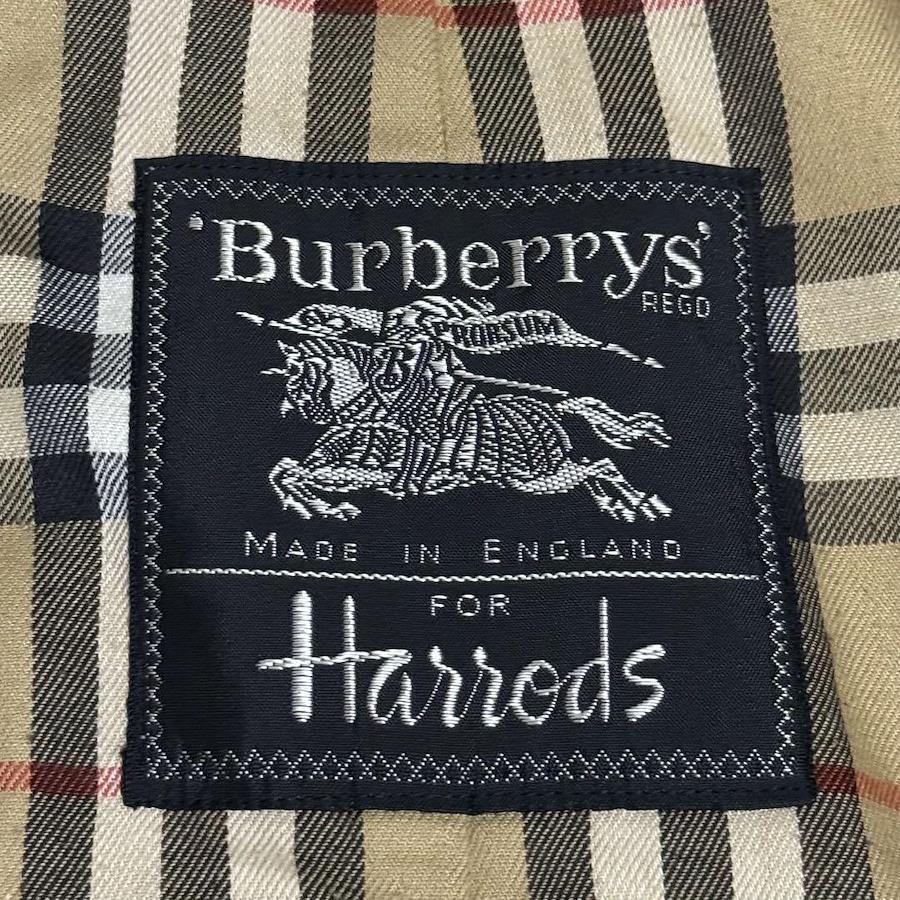 'Burberrys'
REGD
PRORSUM
MADE IN ENGLAND
FOR
Harrods